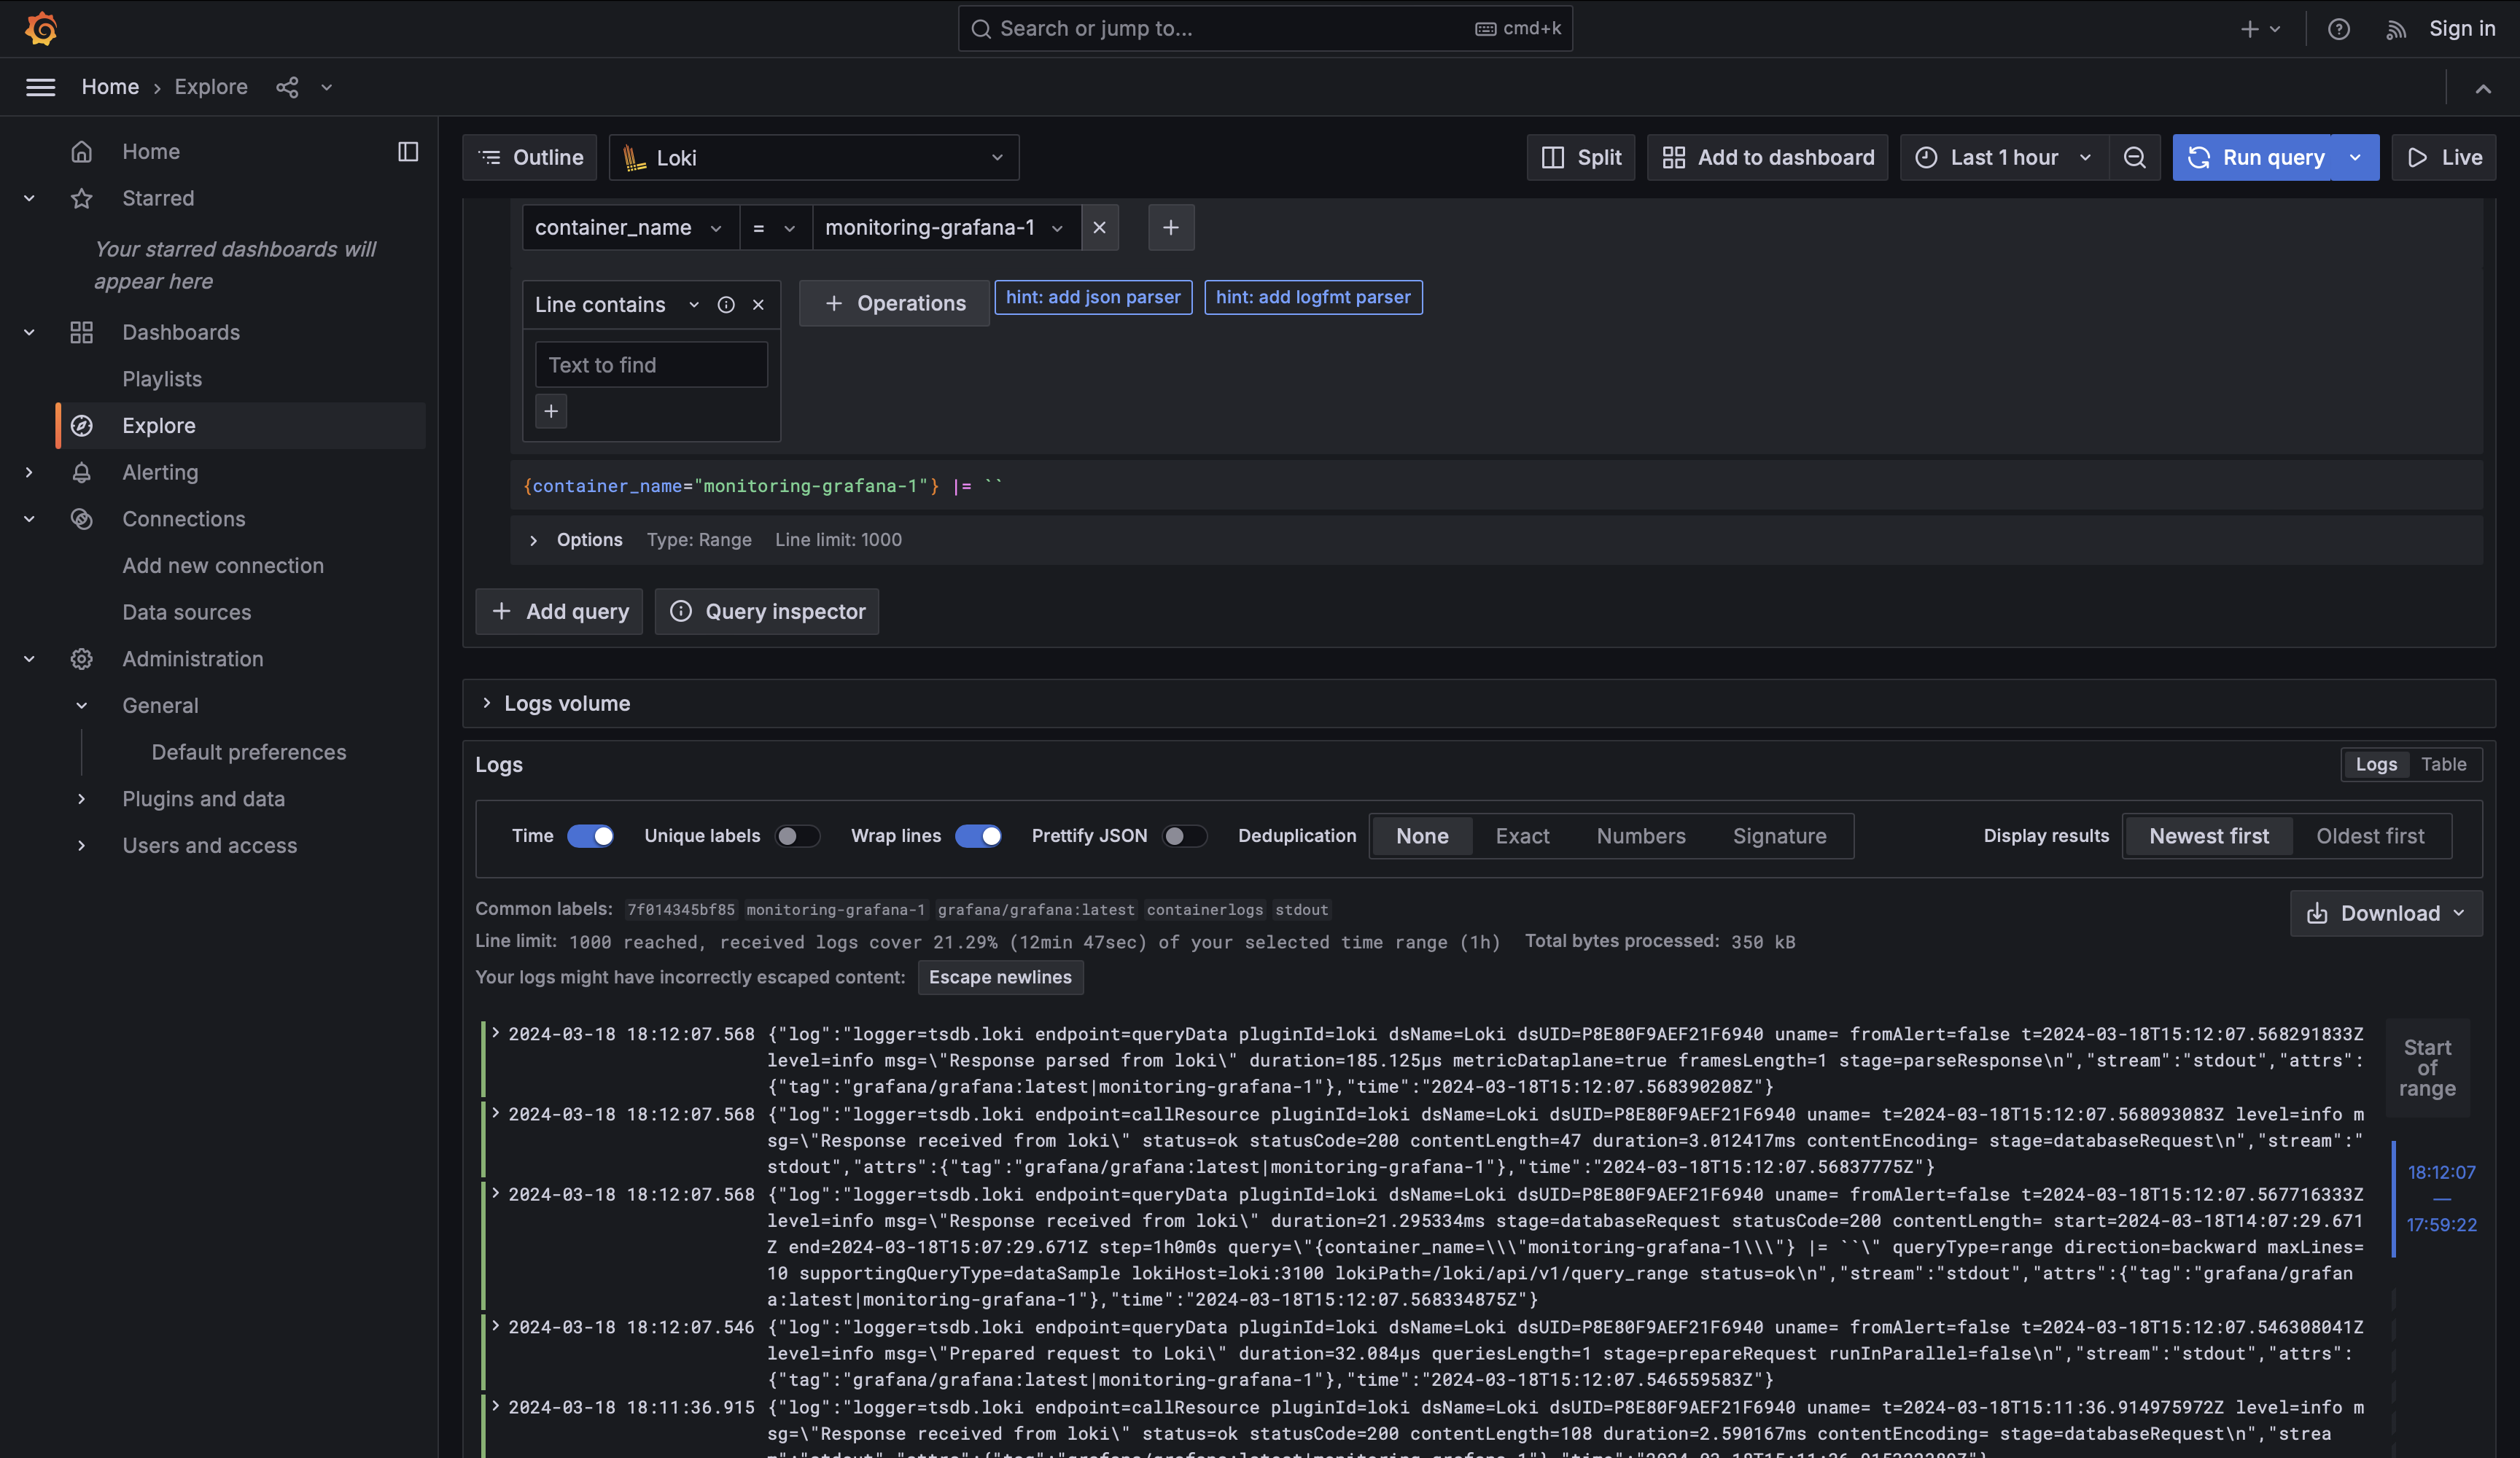 Search or jump to...
cmd+k
Sign in
Home › Explore
Home
Starred
Your starred dashboards will
appear here
Dashboards
Playlists
Explore
Alerting
Connections
Add new connection
Data sources
Administration
General
Default preferences
Plugins and data
Users and access
Outline
Loki
Split
Add to dashboard
Last 1 hour
Run query
Live
container_name
=
monitoring-grafana-1
Line contains
Operations
hint: add json parser
hint: add logfmt parser
Text to find
{container_name="monitoring-grafana-1"} |= ``
Options Type: Range Line limit: 1000
Add query
Query inspector
Logs volume
Logs
Logs Table
Time
Unique labels
Wrap lines
Prettify JSON
Deduplication None Exact Numbers Signature
Display results Newest first Oldest first
Common labels: 7f014345bf85 monitoring-grafana-1 grafana/grafana:latest containerlogs stdout
Download
Line limit: 1000 reached, received logs cover 21.29% (12min 47sec) of your selected time range (1h) Total bytes processed: 350 kB
Your logs might have incorrectly escaped content: Escape newlines
2024-03-18 18:12:07.568 {"log":"logger=tsdb.loki endpoint=queryData pluginId=loki dsName=Loki dsUID=P8E80F9AEF21F6940 uname= fromAlert=false t=2024-03-18T15:12:07.568291833Z
level=info msg=\"Response parsed from loki\" duration=185.125µs metricDataplane=true framesLength=1 stage=parseResponse\n","stream":"stdout","attrs":
{"tag":"grafana/grafana:latest|monitoring-grafana-1"},"time":"2024-03-18T15:12:07.568390208Z"}
2024-03-18 18:12:07.568 {"log":"logger=tsdb.loki endpoint=callResource pluginId=loki dsName=Loki dsUID=P8E80F9AEF21F6940 uname= t=2024-03-18T15:12:07.568093083Z level=info m
sg=\"Response received from loki\" status=ok statusCode=200 contentLength=47 duration=3.012417ms contentEncoding= stage=databaseRequest\n","stream":"
stdout","attrs":{"tag":"grafana/grafana:latest|monitoring-grafana-1"},"time":"2024-03-18T15:12:07.56837775Z"}
2024-03-18 18:12:07.568 {"log":"logger=tsdb.loki endpoint=queryData pluginId=loki dsName=Loki dsUID=P8E80F9AEF21F6940 uname= fromAlert=false t=2024-03-18T15:12:07.567716333Z
level=info msg=\"Response received from loki\" duration=21.295334ms stage=databaseRequest statusCode=200 contentLength= start=2024-03-18T14:07:29.671
Z end=2024-03-18T15:07:29.671Z step=1h0m0s query=\"{container_name=\\\"monitoring-grafana-1\\\"} |= ``\" queryType=range direction=backward maxLines=
10 supportingQueryType=dataSample lokiHost=loki:3100 lokiPath=/loki/api/v1/query_range status=ok\n","stream":"stdout","attrs":{"tag":"grafana/grafan
a:latest|monitoring-grafana-1"},"time":"2024-03-18T15:12:07.568334875Z"}
2024-03-18 18:12:07.546 {"log":"logger=tsdb.loki endpoint=queryData pluginId=loki dsName=Loki dsUID=P8E80F9AEF21F6940 uname= fromAlert=false t=2024-03-18T15:12:07.546308041Z
level=info msg=\"Prepared request to Loki\" duration=32.084µs queriesLength=1 stage=prepareRequest runInParallel=false\n","stream":"stdout","attrs":
{"tag":"grafana/grafana:latest|monitoring-grafana-1"},"time":"2024-03-18T15:12:07.546559583Z"}
2024-03-18 18:11:36.915 {"log":"logger=tsdb.loki endpoint=callResource pluginId=loki dsName=Loki dsUID=P8E80F9AEF21F6940 uname= t=2024-03-18T15:11:36.914975972Z level=info m
sg=\"Response received from loki\" status=ok statusCode=200 contentLength=108 duration=2.590167ms contentEncoding= stage=databaseRequest\n","strea
Start
of
range
18:12:07
—
17:59:22